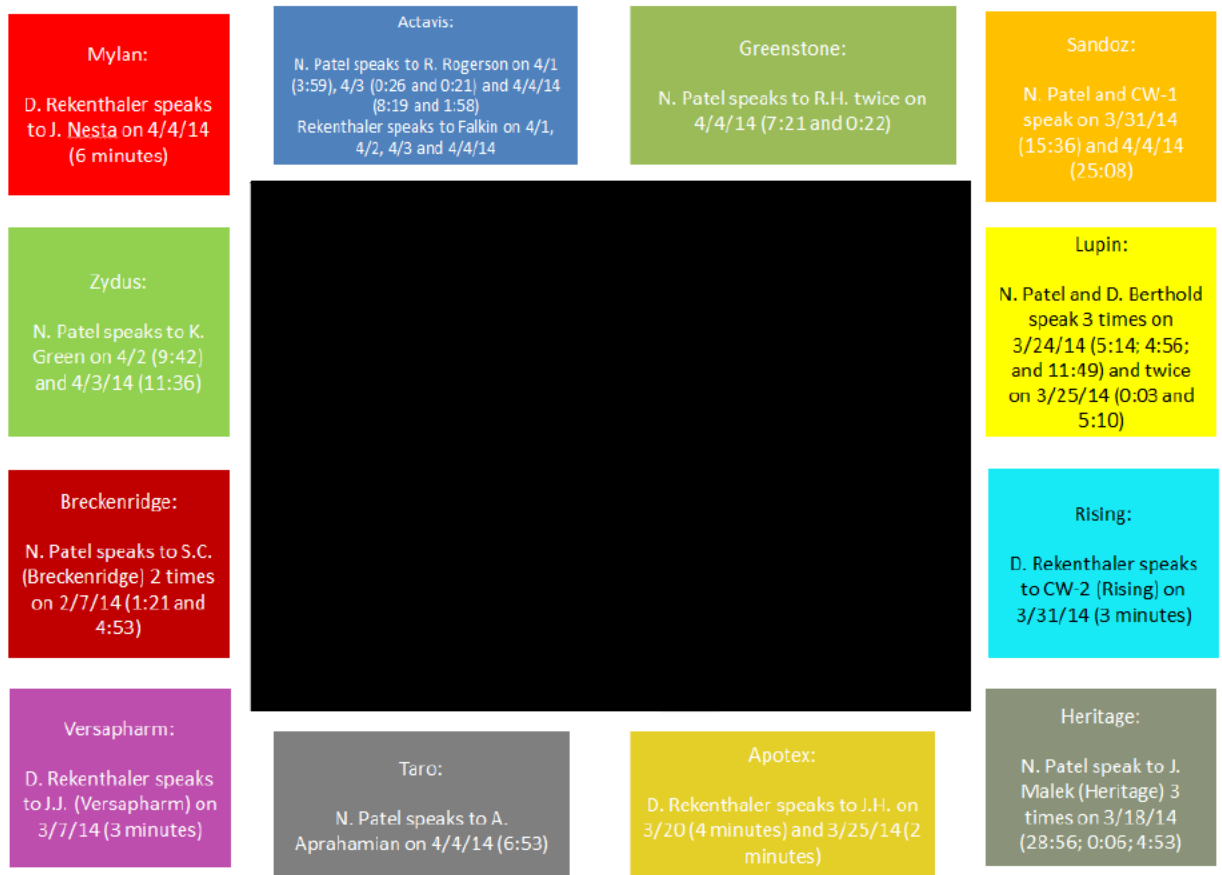 Mylan:
D. Rekenthaler speaks
to J. Nesta on 4/4/14
(6 minutes)
Actavis:
N. Patel speaks to R. Rogerson on 4/1
(3:59), 4/3 (0:26 and 0:21) and 4/4/14
(8:19 and 1:58)
Rekenthaler speaks to Falkin on 4/1,
4/2, 4/3 and 4/4/14
Greenstone:
N. Patel speaks to R.H. twice on
4/4/14 (7:21 and 0:22)
Sandoz:
N. Patel and CW-1
speak on 3/31/14
(15:36) and 4/4/14
(25:08)
Zydus:
N. Patel speaks to K.
Green on 4/2 (9:42)
and 4/3/14 (11:36)
Lupin:
N. Patel and D. Berthold
speak 3 times on
3/24/14 (5:14; 4:56;
and 11:49) and twice
on 3/25/14 (0:03 and
5:10)
Breckenridge:
N. Patel speaks to S.C.
(Breckenridge) 2 times
on 2/7/14 (1:21 and
4:53)
Rising:
D. Rekenthaler speaks
to CW-2 (Rising) on
3/31/14 (3 minutes)
Versapharm:
D. Rekenthaler speaks
to J.J. (Versapharm) on
3/7/14 (3 minutes)
Taro:
N. Patel speaks to A.
Aprahamian on 4/4/14 (6:53)
Apotex:
D. Rekenthaler speaks to J.H. on
3/20 (4 minutes) and 3/25/14 (2
minutes)
Heritage:
N. Patel speak to J.
Malek (Heritage) 3
times on 3/18/14
(28:56; 0:06; 4:53)